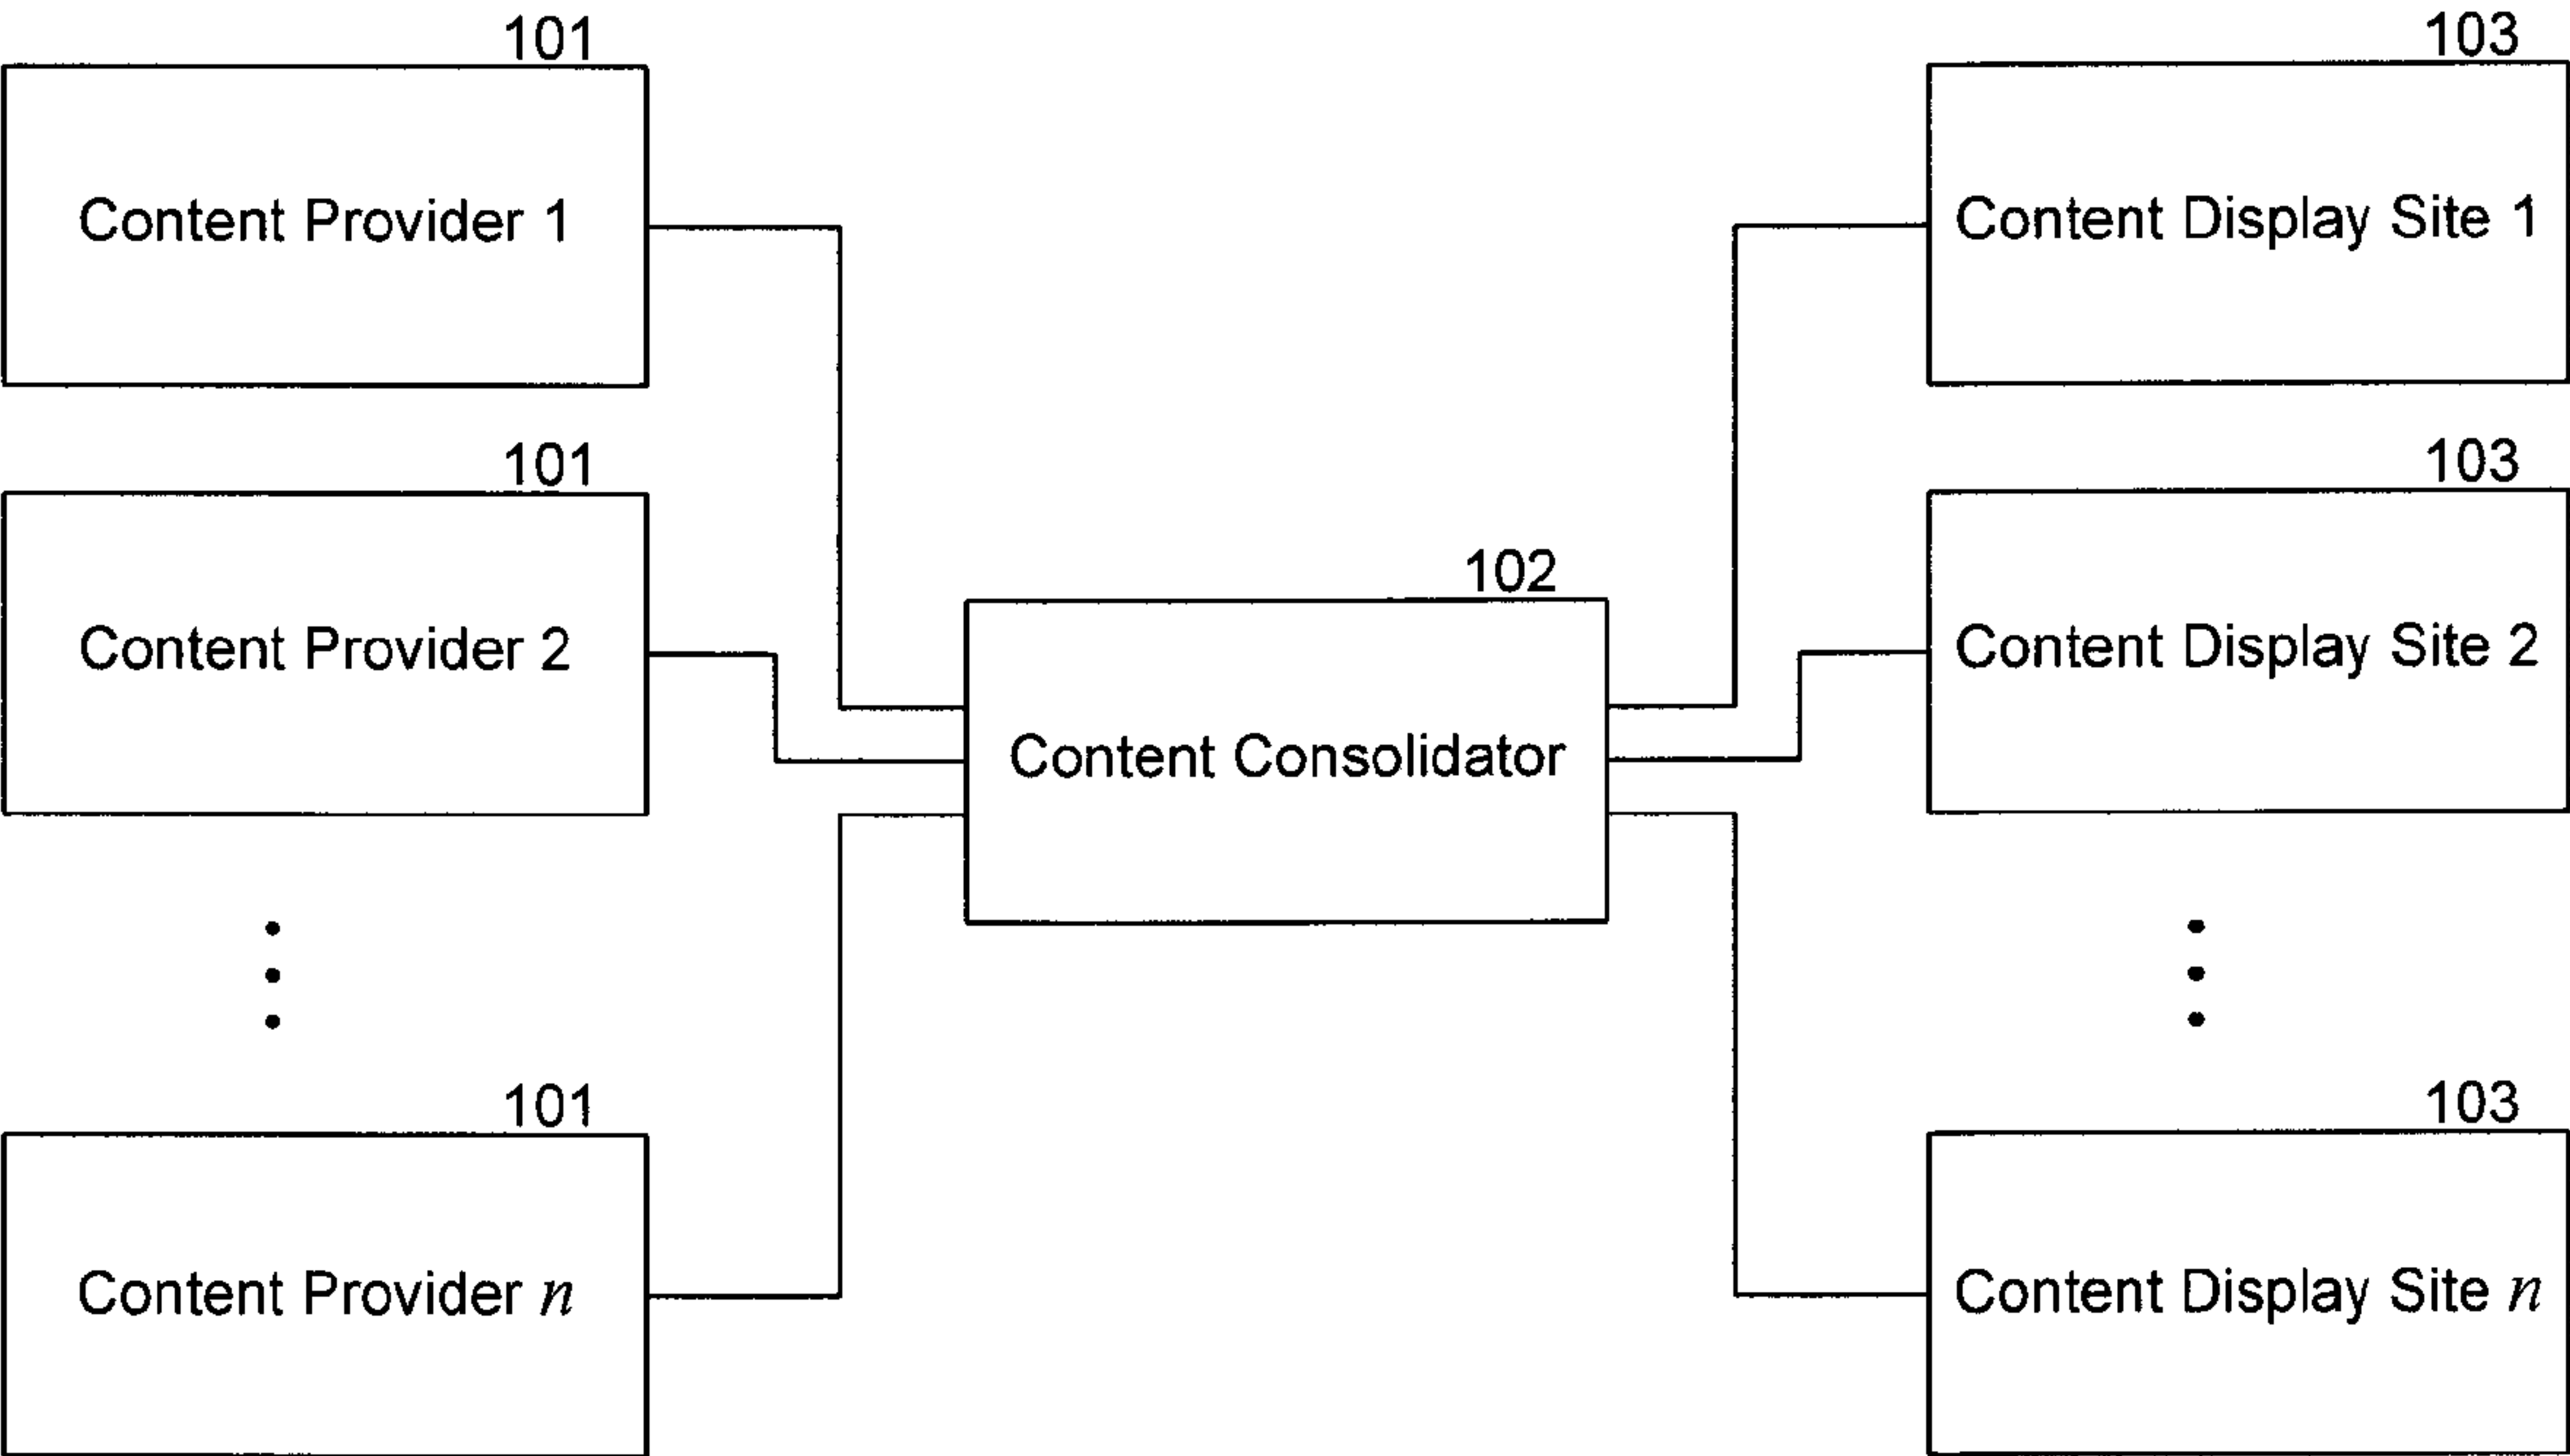 101
Content Provider 1
101
Content Provider 2
101
Content Provider n
102
Content Consolidator
103
Content Display Site 1
103
Content Display Site 2
103
Content Display Site n